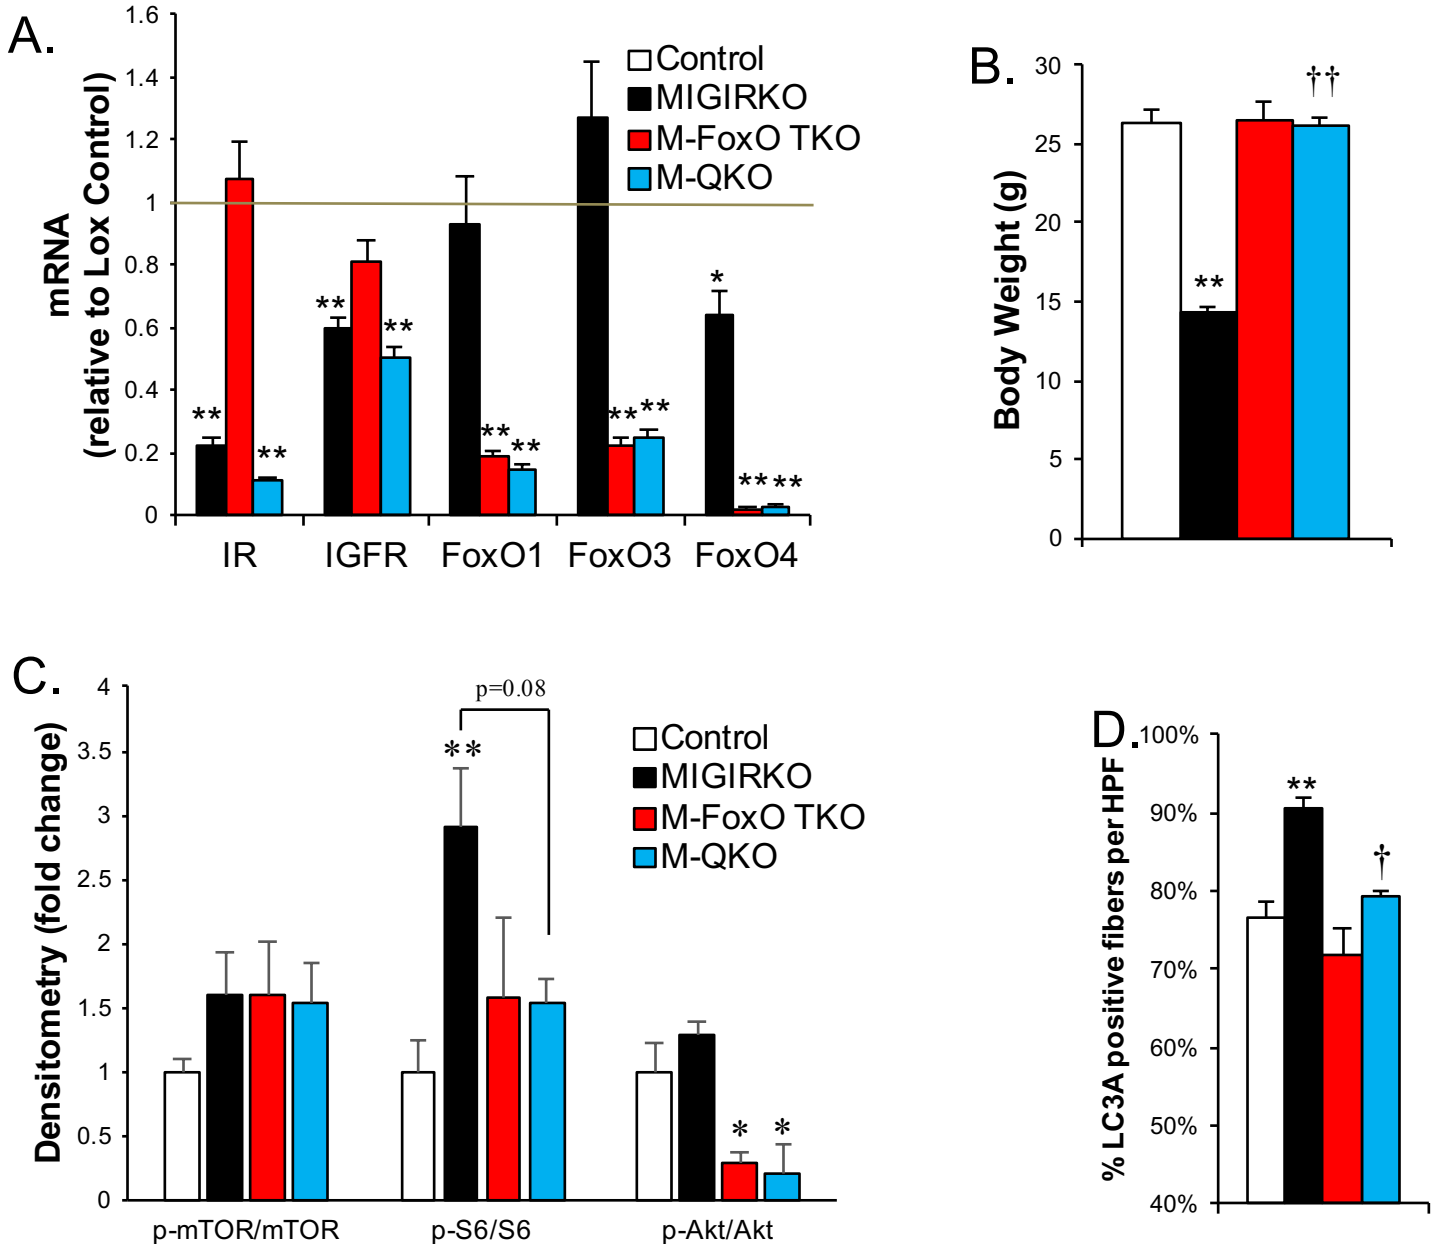 A.
mRNA
(relative to Lox Control)
1.6
1.4
1.2
1
0.8
0.6
0.4
0.2
0
Control
MIGIRKO
M-FoxO TKO
M-QKO
**
**
**
**
**
**
**
**
*
**
**
IR IGFR FoxO1 FoxO3 FoxO4
B.
Body Weight (g)
30
25
20
15
10
5
0
**
††
C.
Densitometry (fold change)
4
3.5
3
2.5
2
1.5
1
0.5
0
p=0.08
**
*
*
Control
MIGIRKO
M-FoxO TKO
M-QKO
p-mTOR/mTOR p-S6/S6 p-Akt/Akt
D.
% LC3A positive fibers per HPF
100%
90%
80%
70%
60%
50%
40%
**
†